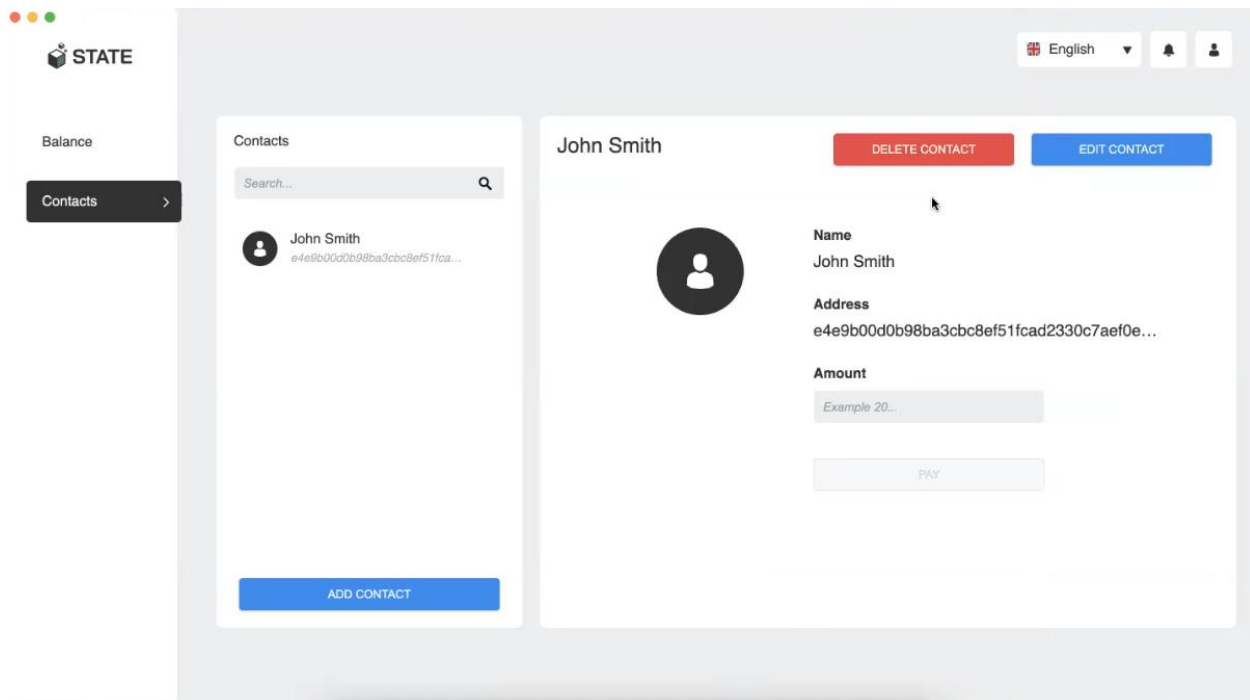 STATE
English
Balance
Contacts
Contacts
Search...
John Smith
e4e9b00d0b98ba3cbc8ef51fca...
ADD CONTACT
John Smith
DELETE CONTACT
EDIT CONTACT
Name
John Smith
Address
e4e9b00d0b98ba3cbc8ef51fcad2330c7aef0e...
Amount
Example 20...
PAY